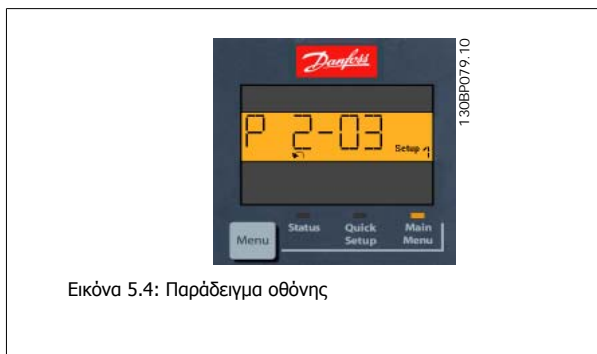 Danfoss
130BP079.10
P 2-03 Setup 1
Menu Status Quick Setup Main Menu
Εικόνα 5.4: Παράδειγμα οθόνης